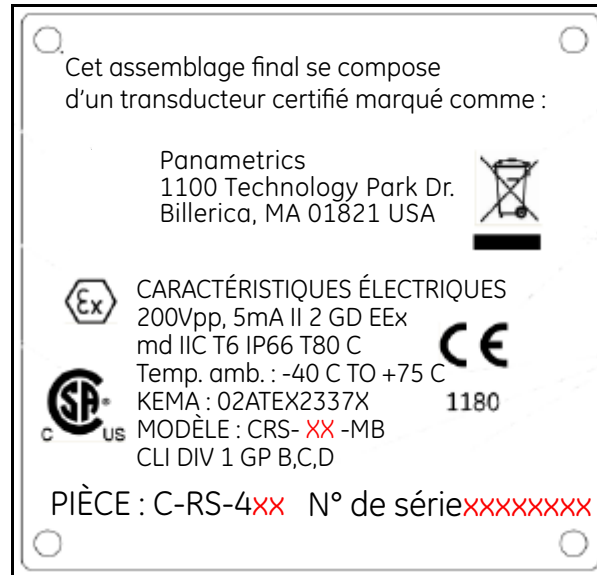 Cet assemblage final se compose
d'un transducteur certifié marqué comme :
Panametrics
1100 Technology Park Dr.
Billerica, MA 01821 USA
CARACTÉRISTIQUES ÉLECTRIQUES
200Vpp, 5mA II 2 GD EEx
md IIC T6 IP66 T80 C
Temp. amb. : -40 C TO +75 C
KEMA : 02ATEX2337X
MODÈLE : CRS- XX -MB
CLI DIV 1 GP B,C,D
Ex
SA
C US
CE
1180
PIÈCE : C-RS-4xx N° de sériexxxxxxxx